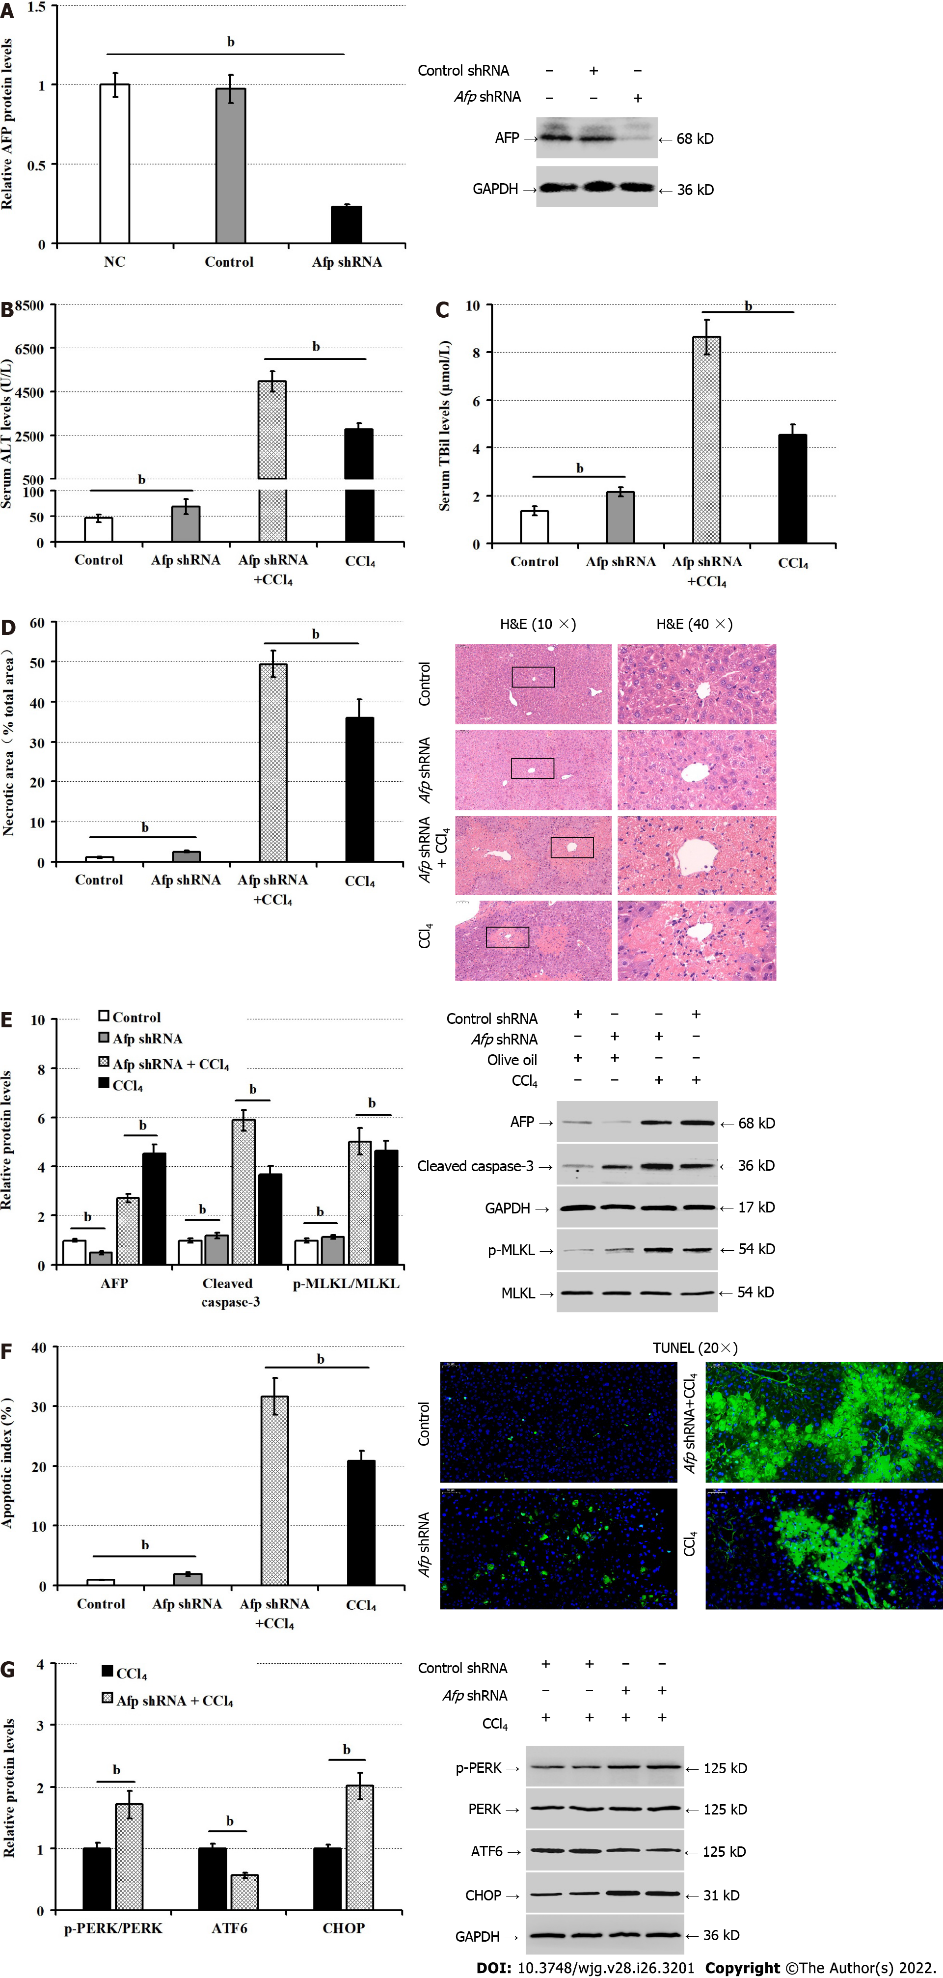 A
Relative AFP protein levels
1.5
1
0.5
0
b
NC Control Afp shRNA
Control shRNA – + –
Afp shRNA – – +
AFP → ← 68 kD
GAPDH → ← 36 kD
B
Serum ALT levels (U/L)
8500
6500
4500
2500
500
100
50
0
b
b
Control Afp shRNA Afp shRNA +CCl₄ CCl₄
C
Serum TBil levels (μmol/L)
10
8
6
4
2
0
b
b
Control Afp shRNA Afp shRNA +CCl₄ CCl₄
D
Necrotic area (% total area)
60
50
40
30
20
10
0
b
b
Control Afp shRNA Afp shRNA +CCl₄ CCl₄
H&E (10 ×) H&E (40 ×)
Control
Afp shRNA
Afp shRNA + CCl₄
CCl₄
E
Relative protein levels
10
8
6
4
2
0
Control
Afp shRNA
Afp shRNA + CCl₄
CCl₄
b b b b b b
AFP Cleaved caspase-3 p-MLKL/MLKL
Control shRNA + – – +
Afp shRNA – + + –
Olive oil + + – –
CCl₄ – – + +
AFP → ← 68 kD
Cleaved caspase-3 → ‹ 36 kD
GAPDH → ← 17 kD
p-MLKL → ← 54 kD
MLKL → ← 54 kD
F
Apoptotic index (%)
40
30
20
10
0
b
b
Control Afp shRNA Afp shRNA +CCl₄ CCl₄
TUNEL (20×)
Control
Afp shRNA+CCl₄
Afp shRNA
CCl₄
G
Relative protein levels
4
3
2
1
0
CCl₄
Afp shRNA + CCl₄
b b b
p-PERK/PERK ATF6 CHOP
Control shRNA + + – –
Afp shRNA – – + +
CCl₄ + + + +
p-PERK → ← 125 kD
PERK → ← 125 kD
ATF6 → ← 125 kD
CHOP → ← 31 kD
GAPDH → ← 36 kD
DOI: 10.3748/wjg.v28.i26.3201 Copyright ©The Author(s) 2022.